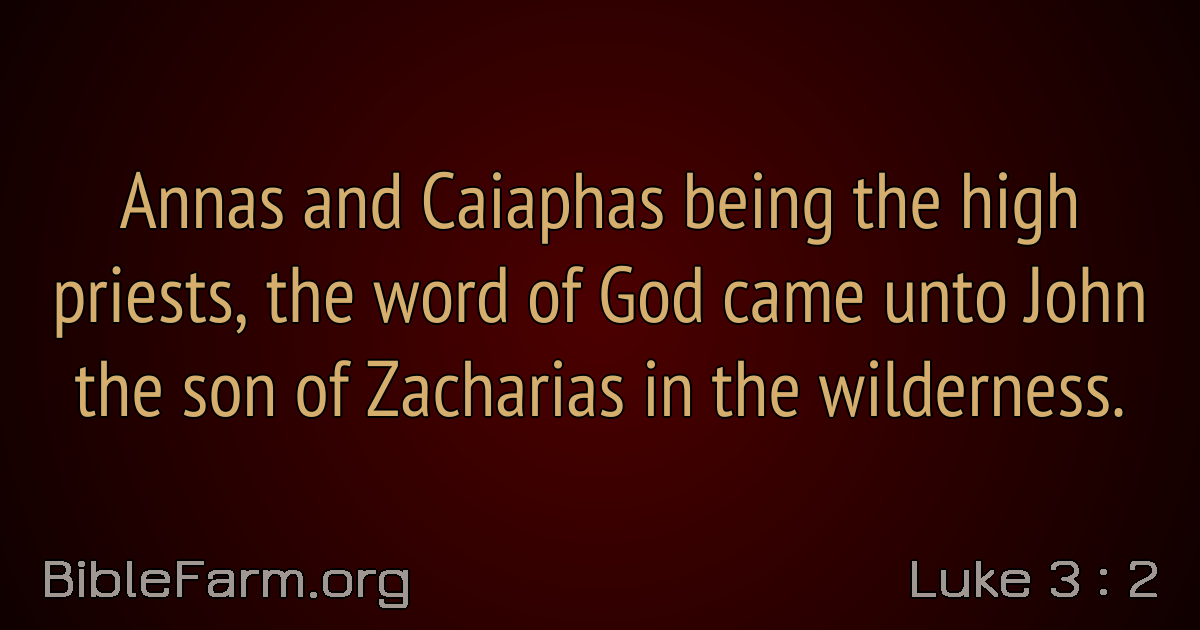 Annas and Caiaphas being the high
priests, the word of God came unto John
the son of Zacharias in the wilderness.
BibleFarm.org
Luke 3 : 2